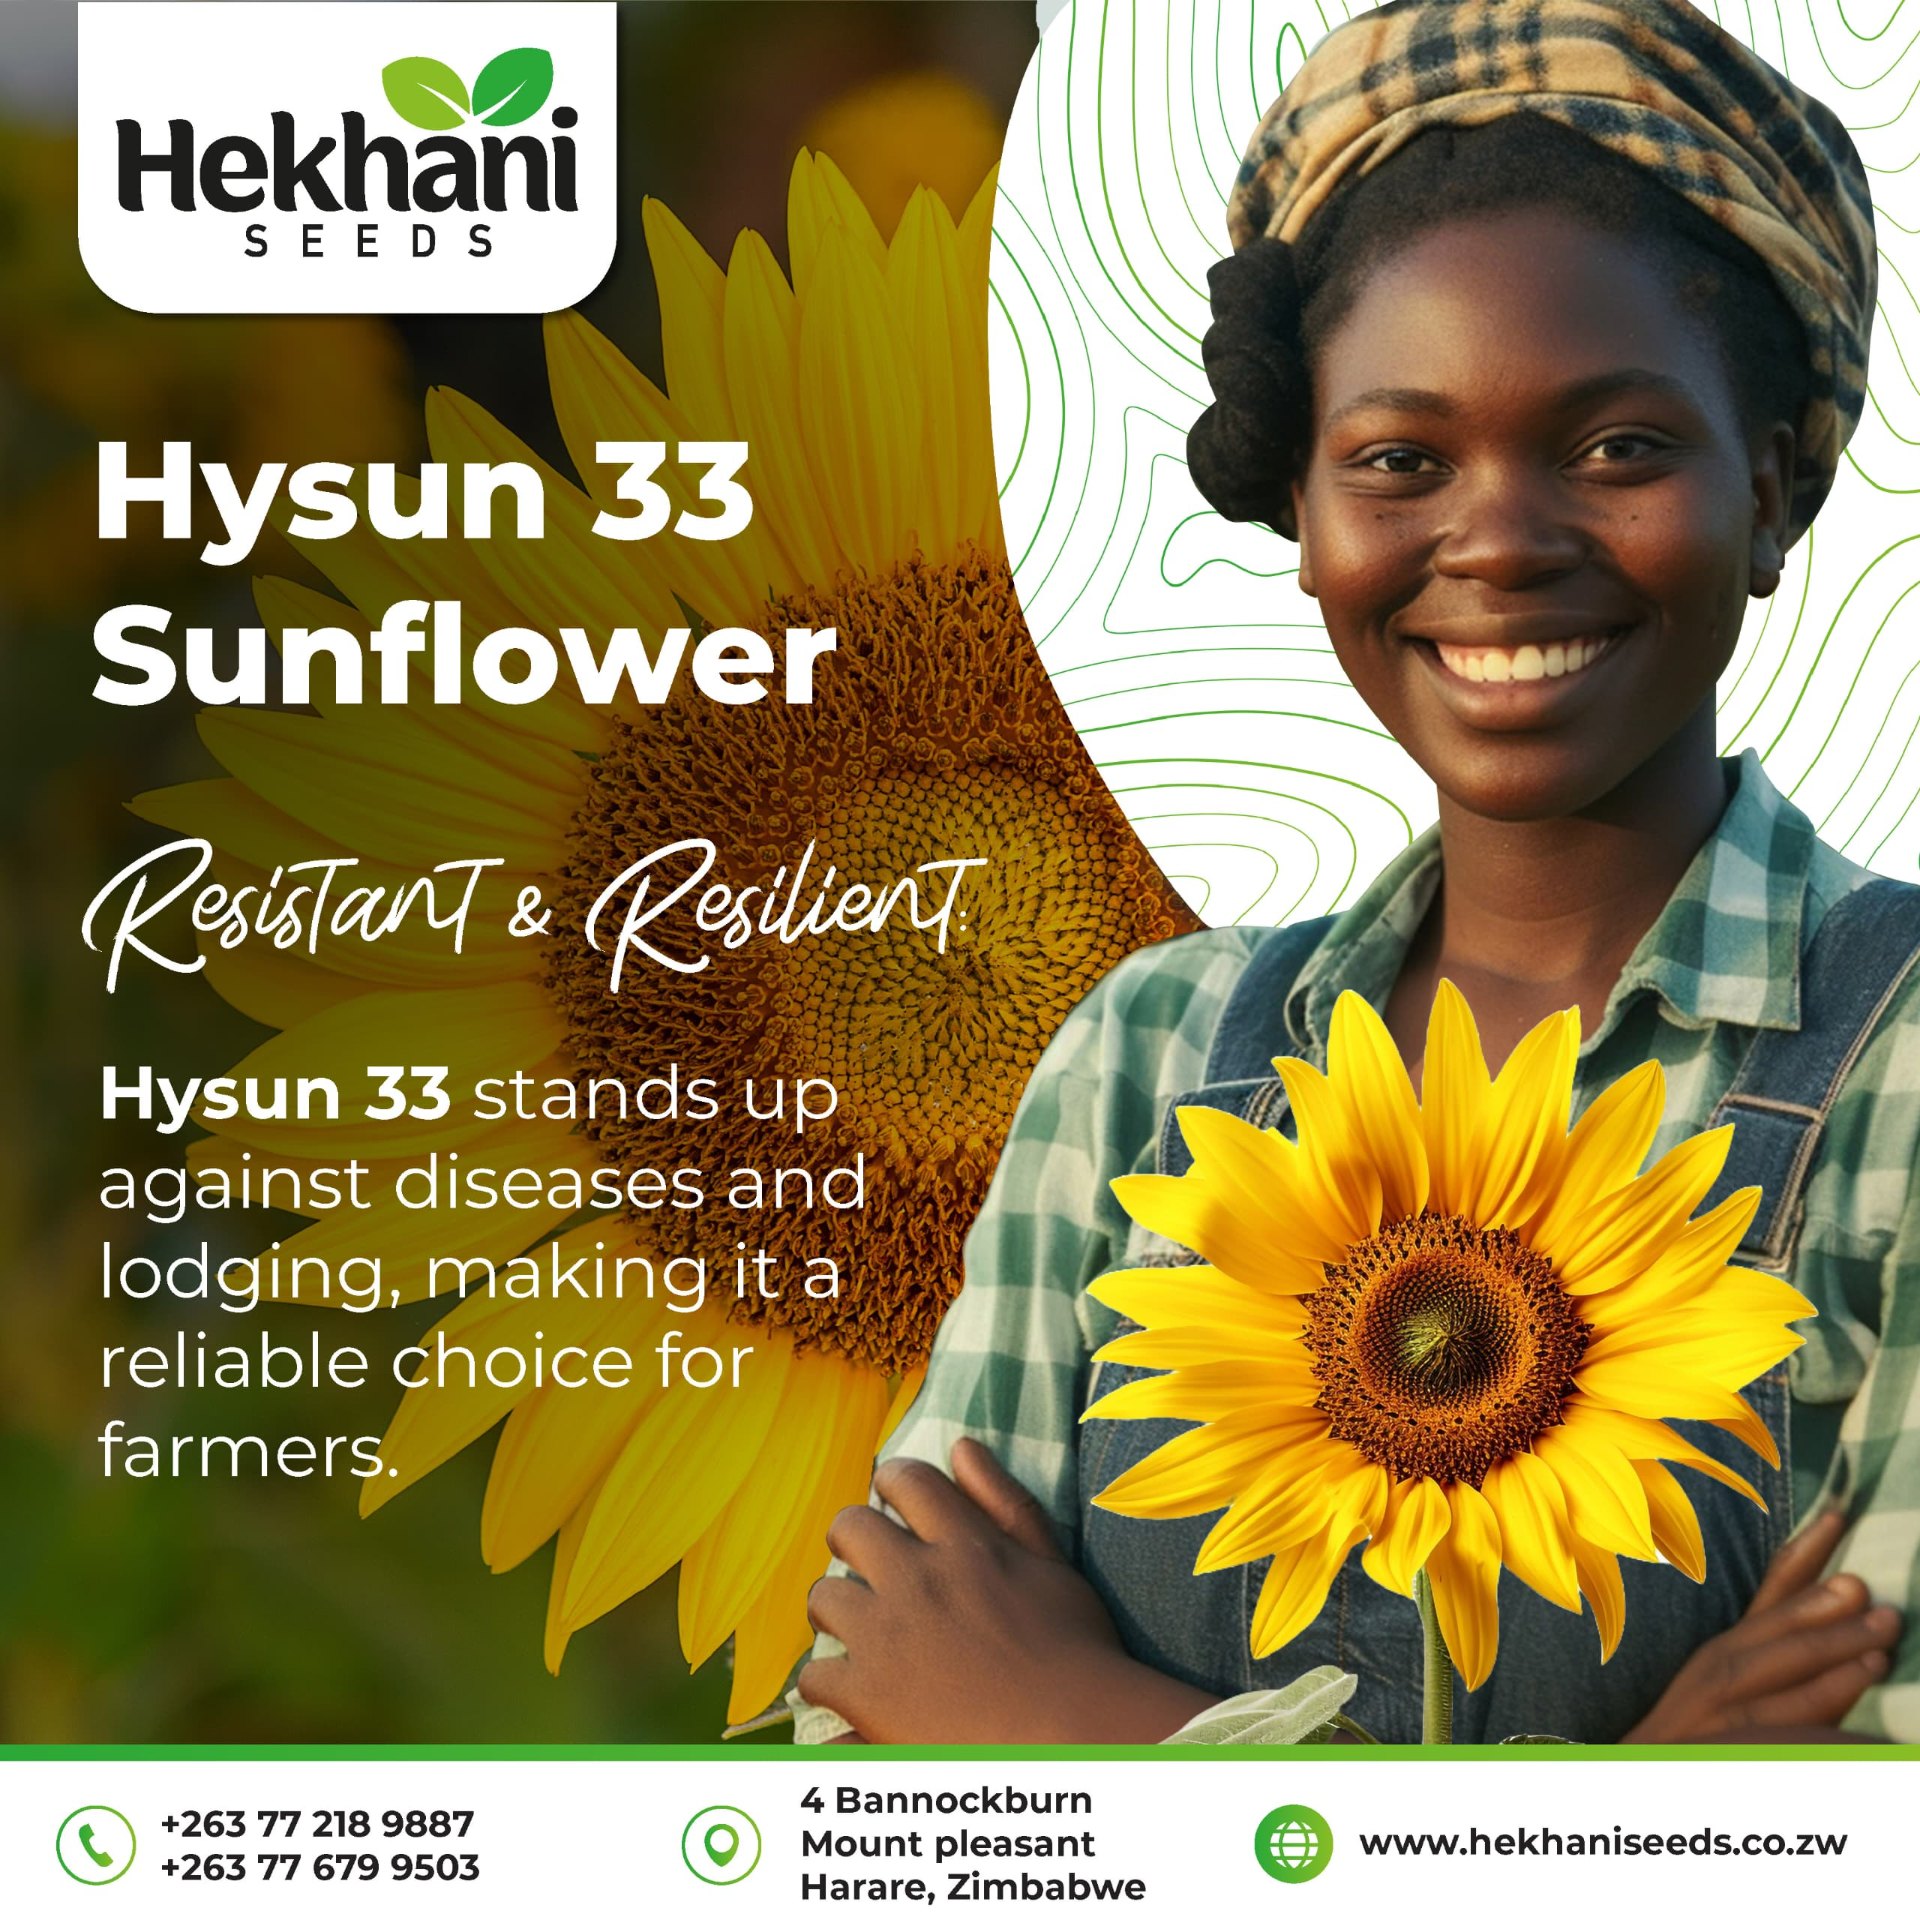 Hekhani
SEEDS
Hysun 33
Sunflower
Resistant & Resilient:
Hysun 33 stands up
against diseases and
lodging, making it a
reliable choice for
farmers.
+263 77 218 9887
+263 77 679 9503
4 Bannockburn
Mount pleasant
Harare, Zimbabwe
www.hekhaniseeds.co.zw